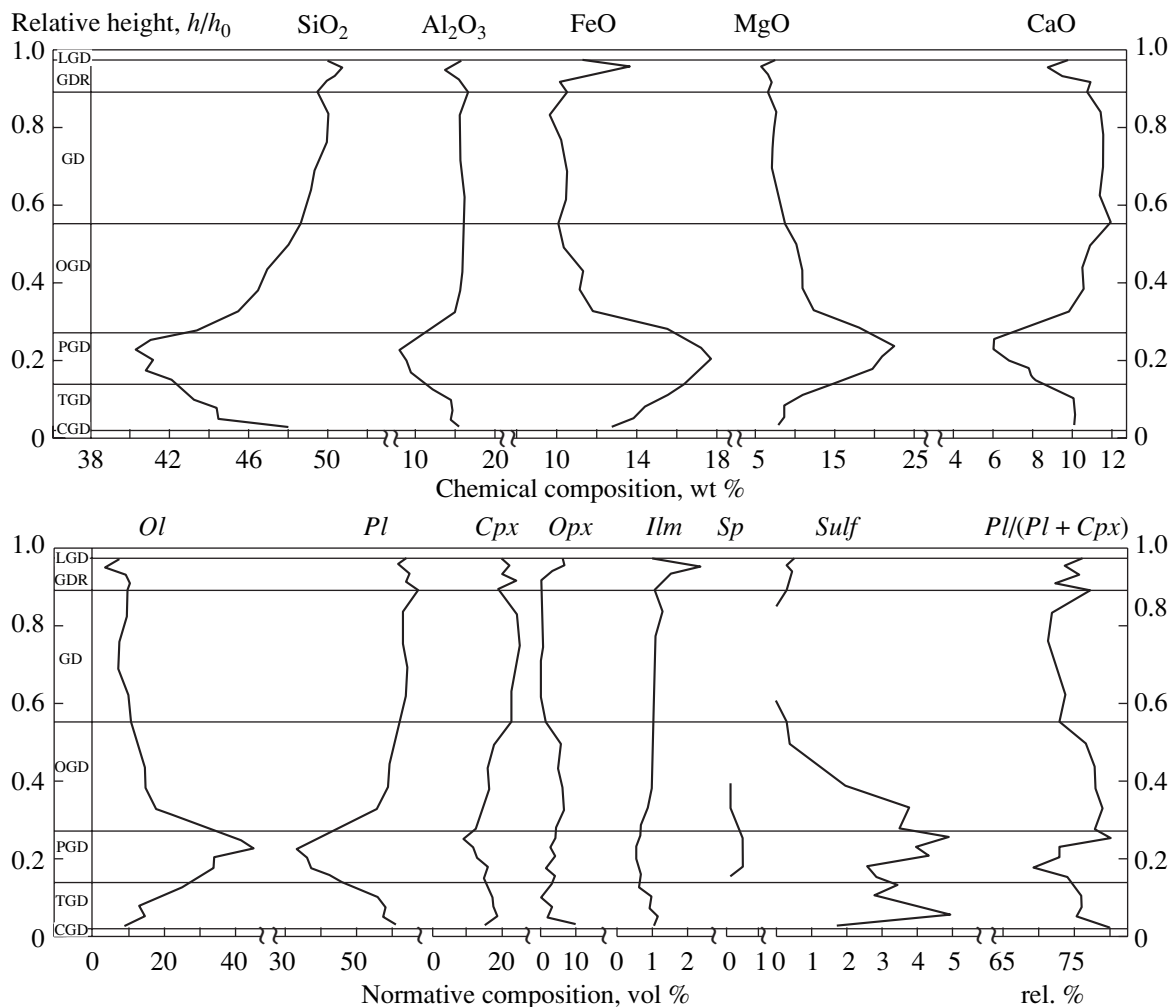 Relative height, h/h0 SiO2 Al2O3 FeO MgO CaO
1.0 LGD 1.0
GDR
0.8 0.8
GD
0.6 0.6
OGD
0.4 0.4
PGD
0.2 0.2
TGD
0 CGD 0
38 42 46 50 10 20 10 14 18 5 15 25 4 6 10 12
Chemical composition, wt %
Ol Pl Cpx Opx Ilm Sp Sulf Pl/(Pl + Cpx)
1.0 LGD 1.0
GDR
0.8 0.8
GD
0.6 0.6
OGD
0.4 0.4
PGD
0.2 0.2
TGD
0 CGD 0
0 20 40 30 50 0 20 0 10 0 1 2 0 1 0 1 2 3 4 5 65 75
Normative composition, vol % rel. %